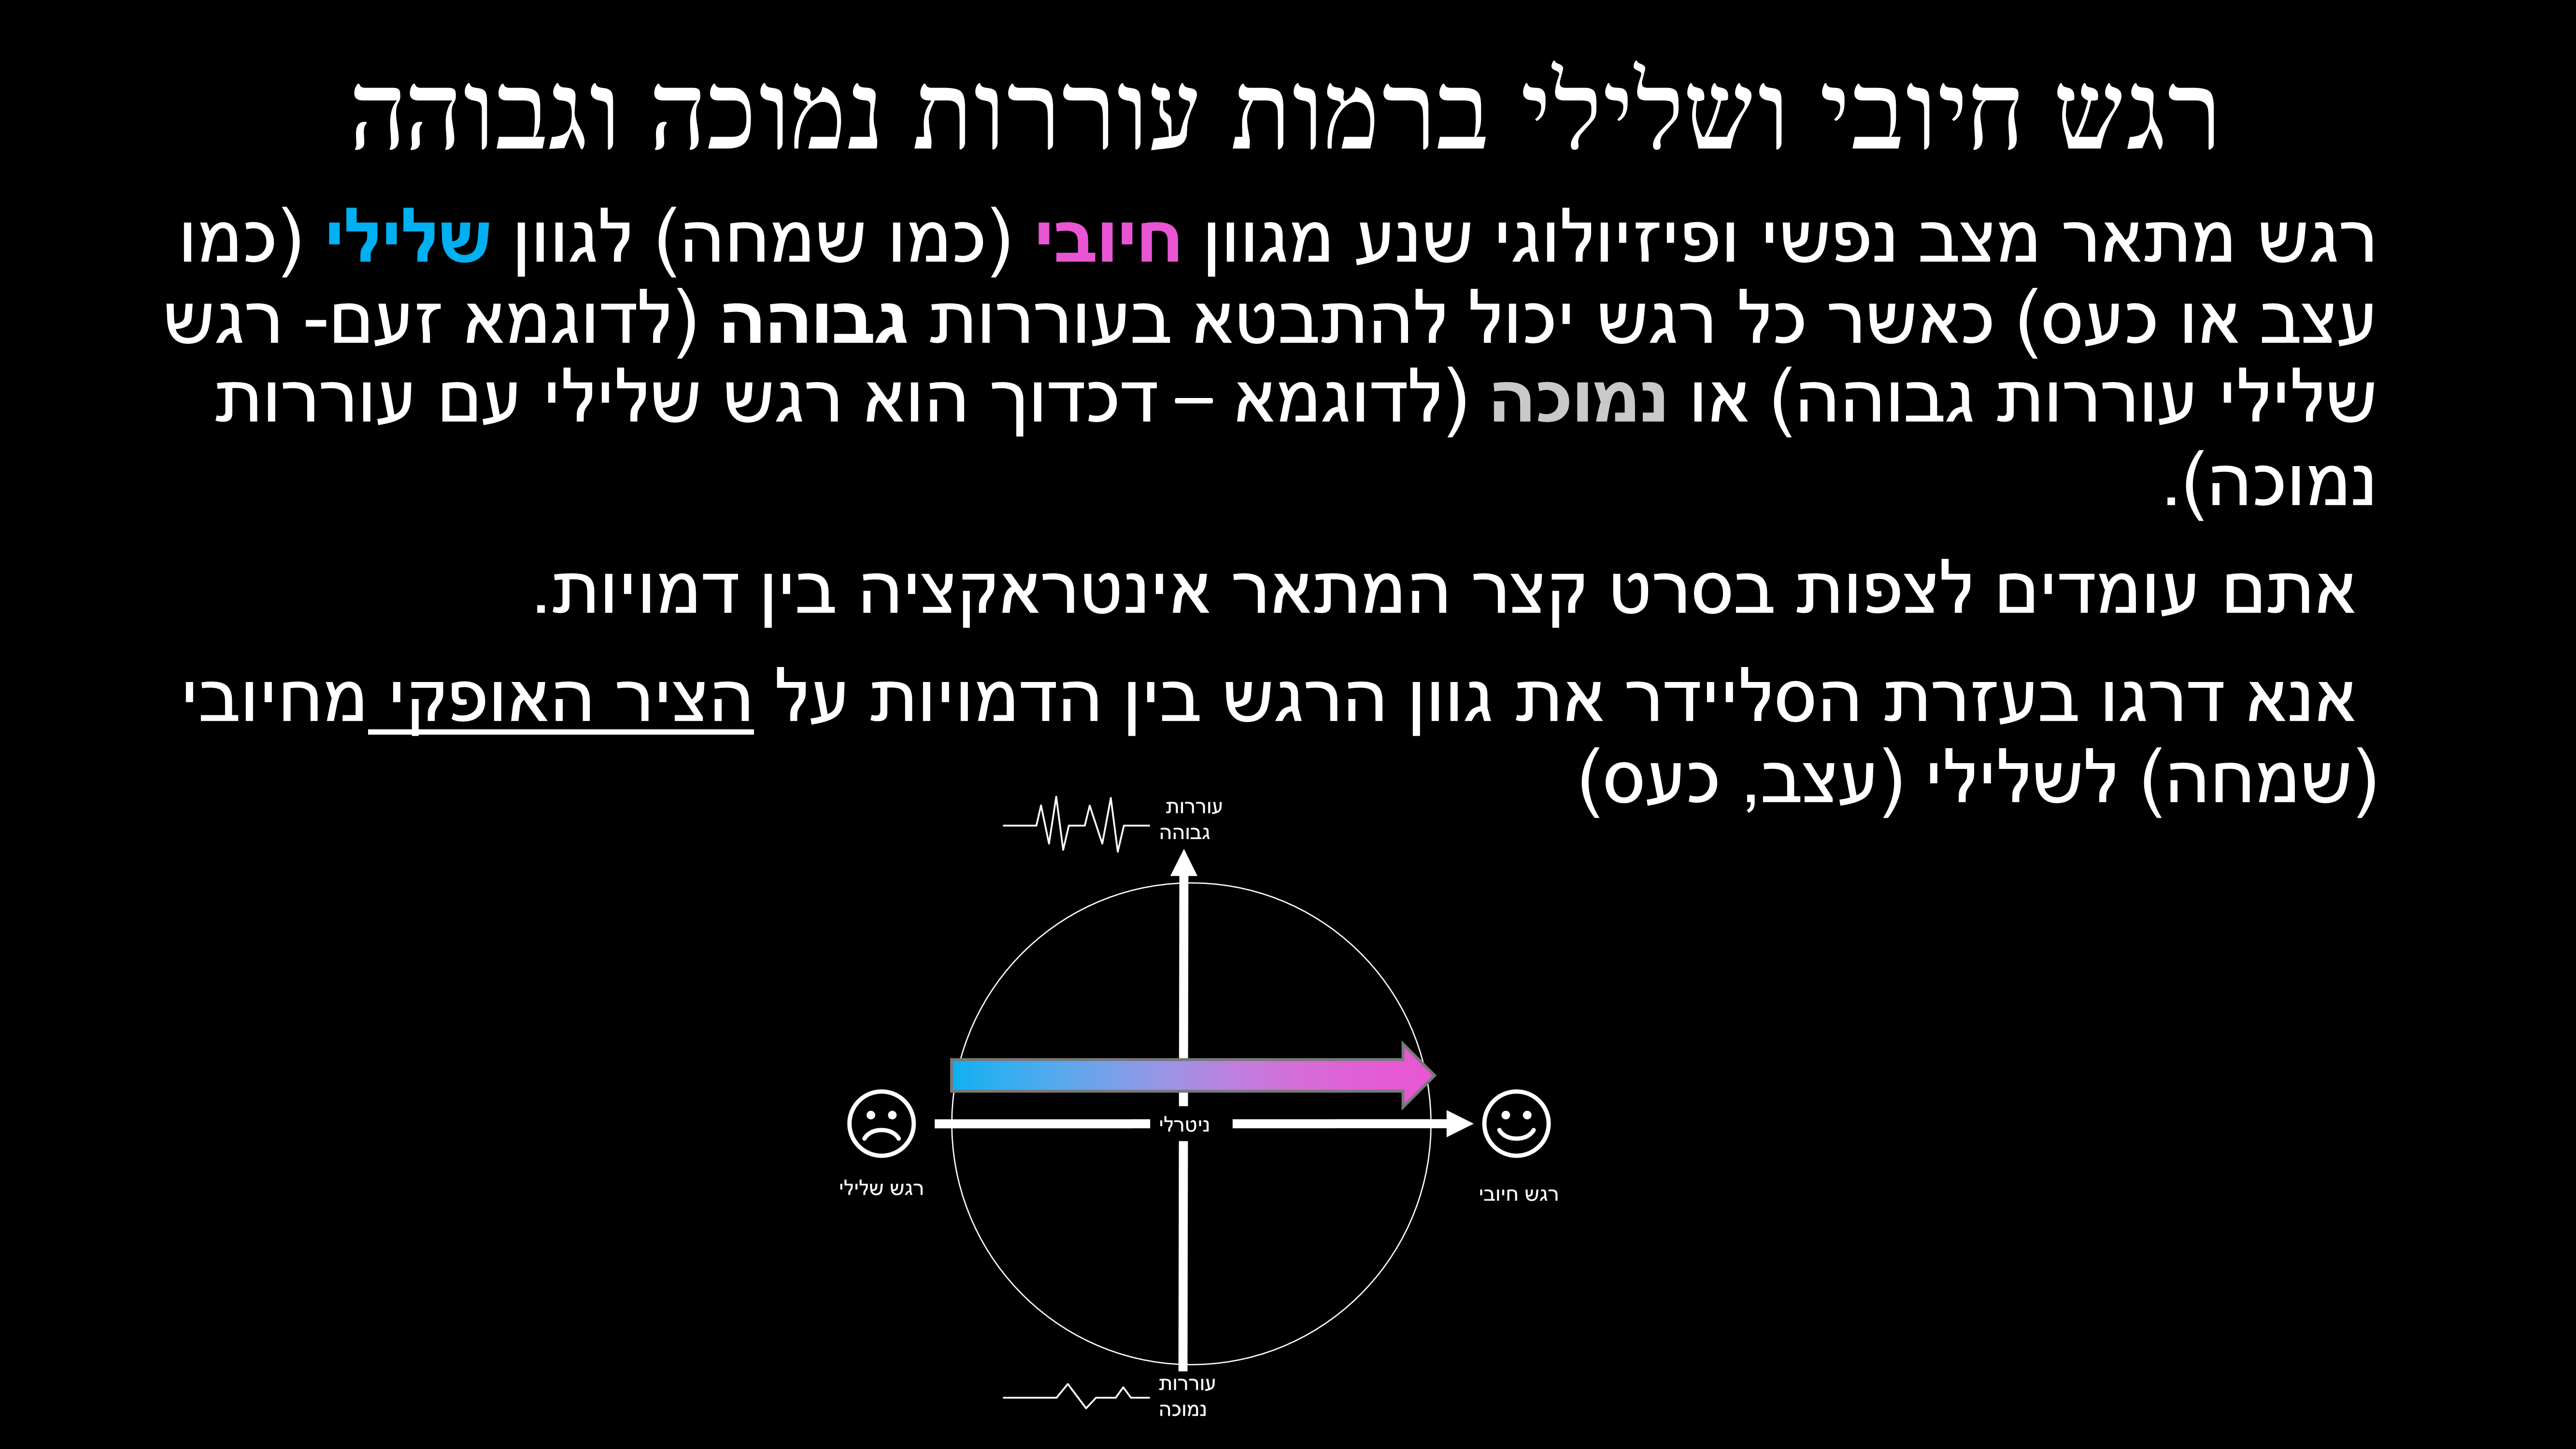 רגש חיובי ושלילי ברמות עוררות נמוכה וגבוהה
רגש מתאר מצב נפשי ופיזיולוגי שנע מגוון חיובי (כמו שמחה) לגוון שלילי (כמו
עצב או כעס) כאשר כל רגש יכול להתבטא בעוררות גבוהה (לדוגמא זעם- רגש
שלילי עוררות גבוהה) או נמוכה (לדוגמא – דכדוך הוא רגש שלילי עם עוררות
נמוכה).
אתם עומדים לצפות בסרט קצר המתאר אינטראקציה בין דמויות.
אנא דרגו בעזרת הסליידר את גוון הרגש בין הדמויות על הציר האופקי מחיובי
(שמחה) לשלילי (עצב, כעס)
עוררות
גבוהה
ניטרלי
רגש חיובי
רגש שלילי
עוררות
נמוכה